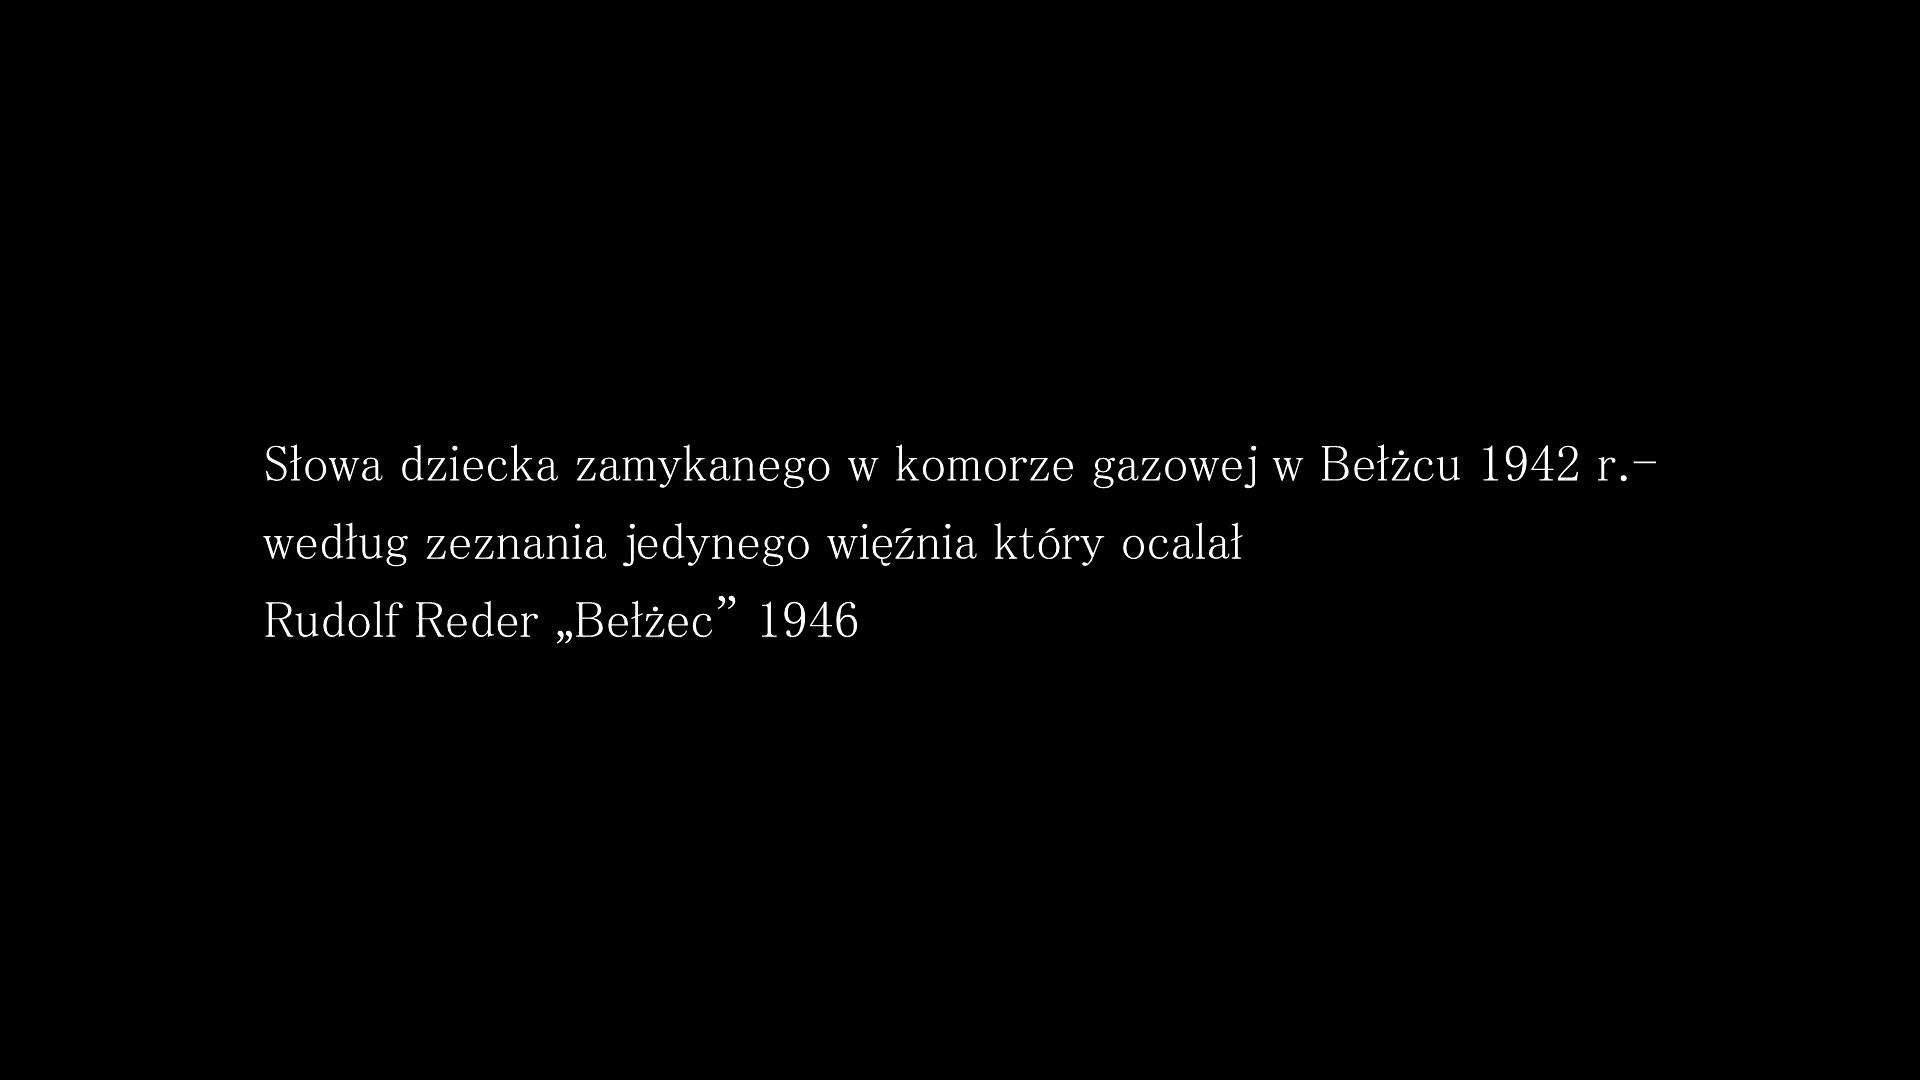 Słowa dziecka zamykanego w komorze gazowej w Bełżcu 1942 r.–
według zeznania jedynego więźnia który ocalał
Rudolf Reder „Bełżec” 1946